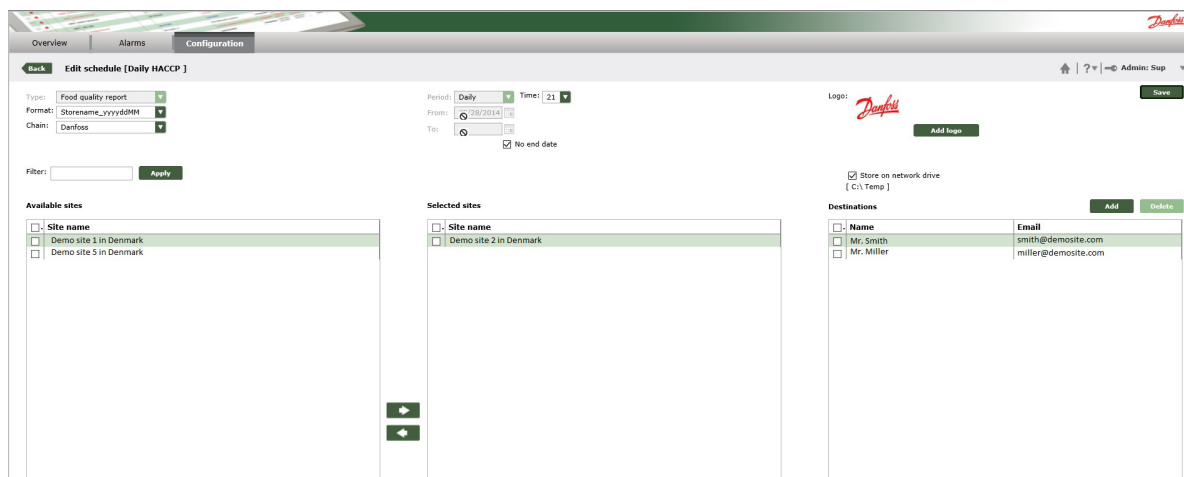 Danfoss
Overview Alarms Configuration
Back Edit schedule [Daily HACCP ] ? Admin: Sup
Type: Food quality report Period: Daily Time: 21 Logo: Danfoss Save
Format: Storename_yyyyddMM From: /28/2014
Chain: Danfoss To: Add logo
No end date
Filter: Apply Store on network drive
[ C:\ Temp ]
Available sites Selected sites Destinations Add Delete
Site name Site name Name Email
Demo site 1 in Denmark Demo site 2 in Denmark Mr. Smith smith@demosite.com
Demo site 5 in Denmark Mr. Miller miller@demosite.com